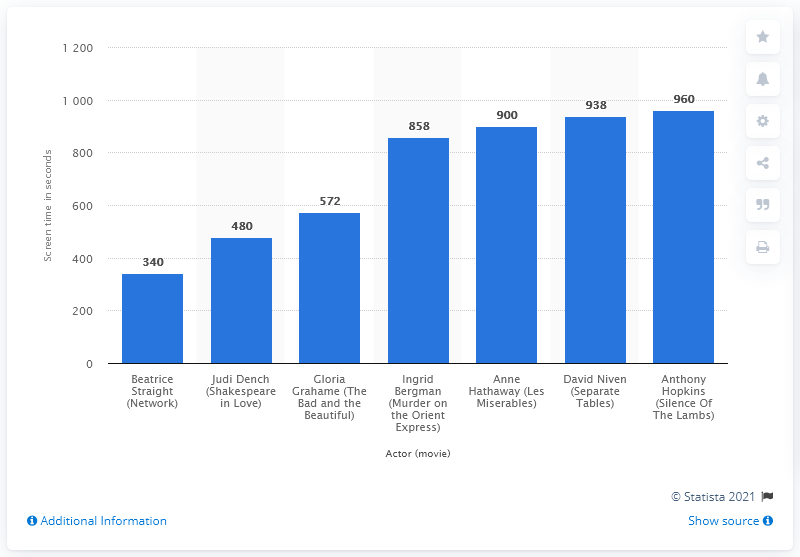 1 200
1 000
800
600
400
200
0
Screen time in seconds
340
480
572
858
900
938
960
Beatrice
Straight
(Network)
Judi Dench
(Shakespeare
in Love)
Gloria
Grahame (The
Bad and the
Beautiful)
Ingrid
Bergman
(Murder on
the Orient
Express)
Anne
Hathaway (Les
Miserables)
David Niven
(Separate
Tables)
Anthony
Hopkins
(Silence Of
The Lambs)
Actor (movie)
© Statista 2021
Additional Information
Show source